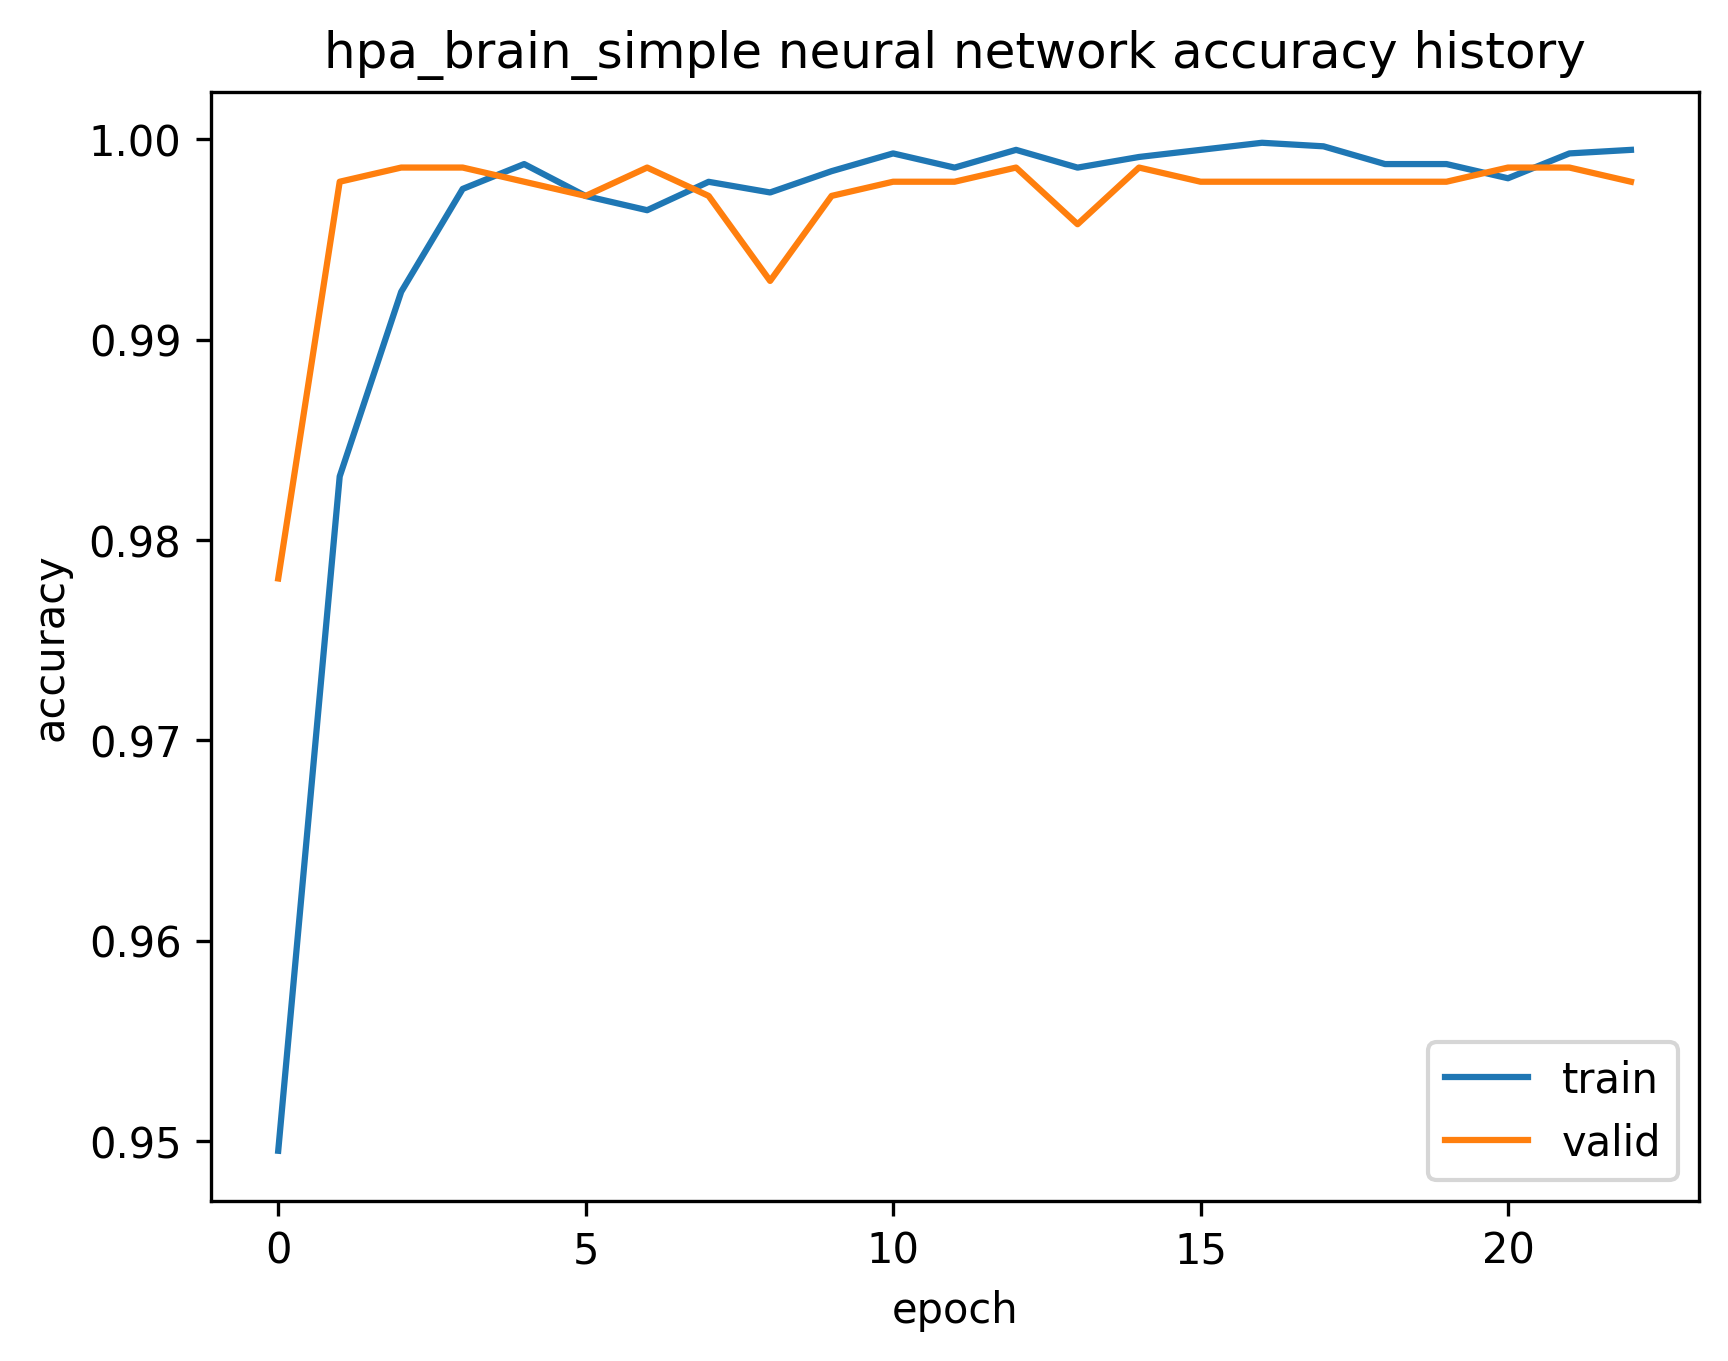 hpa_brain_simple neural network accuracy history
1.00
0.99
0.98
0.97
0.96
0.95
accuracy
0 5 10 15 20
epoch
train
valid